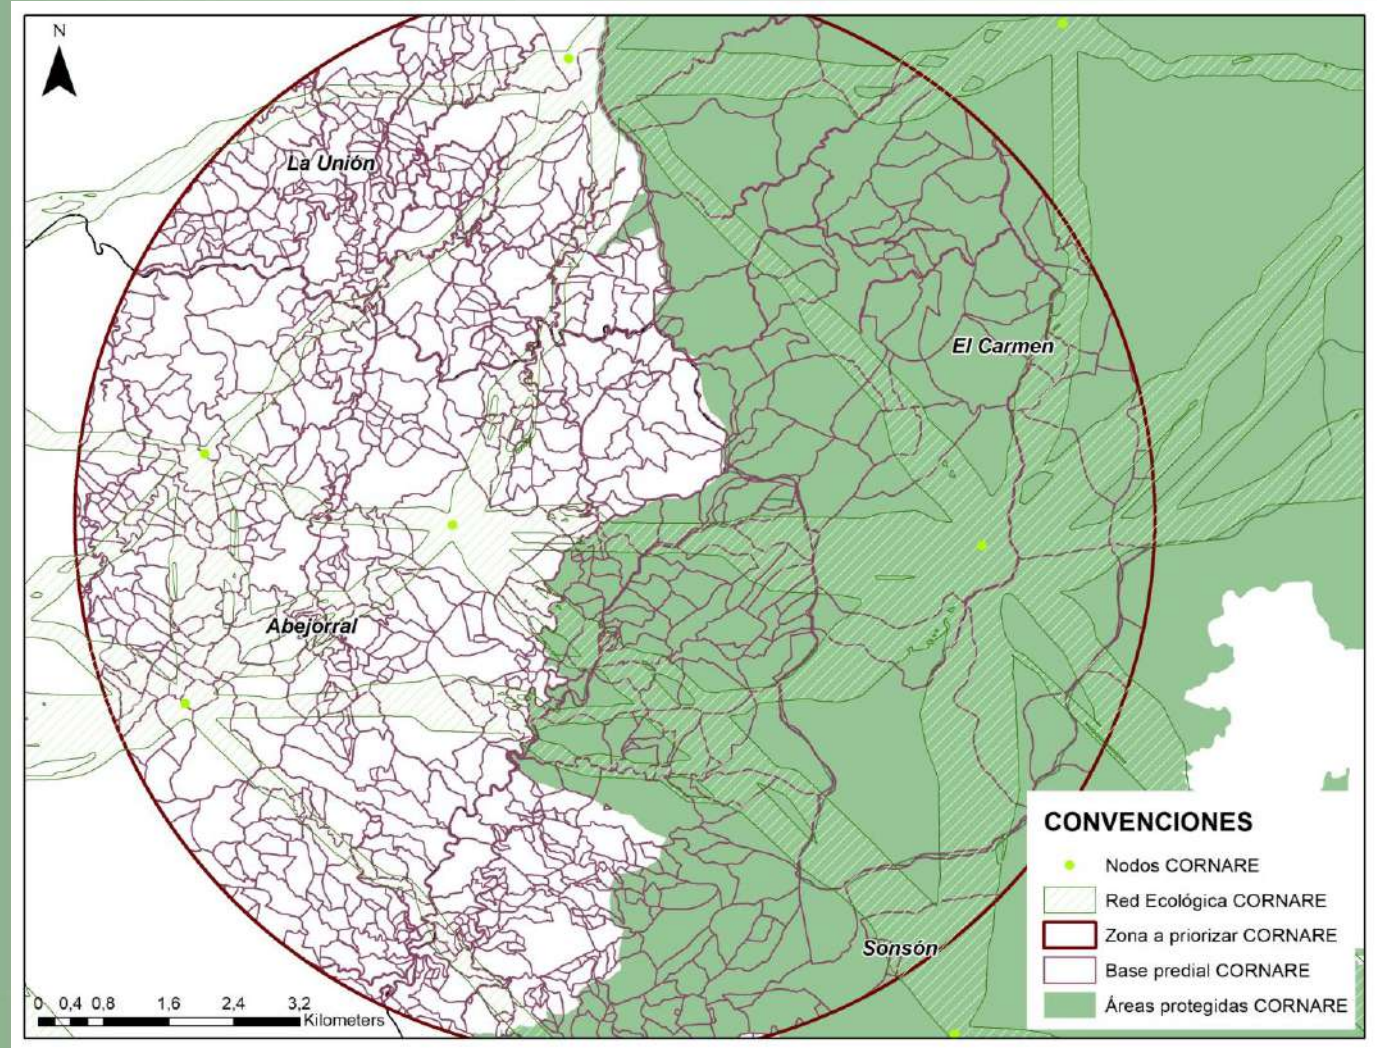 N
La Unión
El Carmen
Abejorral
Sonsón
CONVENCIONES
Nodos CORNARE
Red Ecológica CORNARE
Zona a priorizar CORNARE
Base predial CORNARE
Áreas protegidas CORNARE
0 0,4 0,8 1,6 2,4 3,2
Kilometers